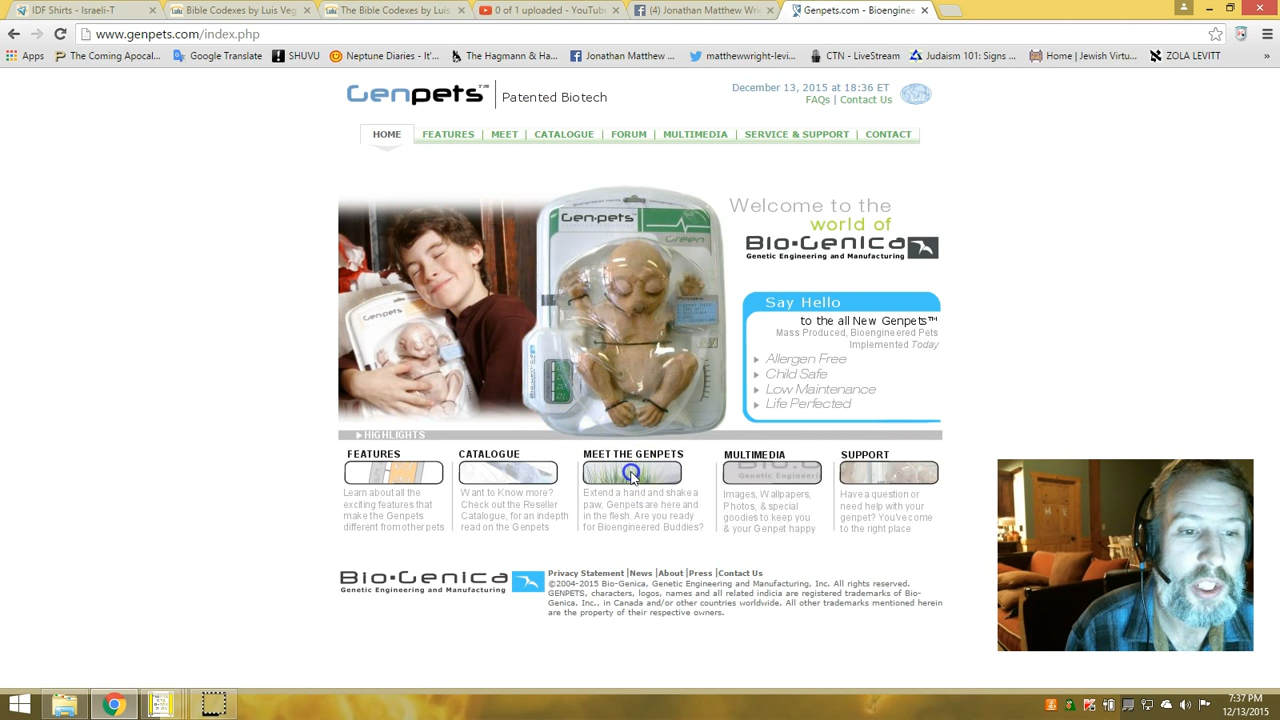 IDF Shirts - Israeli-T
Bible Codexes by Luis Veg
The Bible Codexes by Luis
0 of 1 uploaded - YouTube
(4) Jonathan Matthew Wri
Genpets.com - Bioenginee
www.genpets.com/index.php
Apps
The Coming Apocal...
Google Translate
SHUVU
Neptune Diaries-It'...
The Hagmann & H...
Jonathan Matthew ...
matthewwright-levi...
CTN - LiveStream
Judaism 101: Signs ...
Home | Jewish Virtu...
ZOLA LEVITT
»
Genpets™ Patented Biotech
December 13, 2015 at 18:36 ET
FAQs | Contact Us
HOME
FEATURES | MEET | CATALOGUE | FORUM | MULTIMEDIA | SERVICE & SUPPORT | CONTACT
Gen·pets
Green
Welcome to the
world of
Bio·Genica
Genetic Engineering and Manufacturing
Say Hello
to the all New Genpets™
Mass Produced, Bioengineered Pets
Implemented Today
Allergen Free
Child Safe
Low Maintenance
Life Perfected
HIGHLIGHTS
FEATURES
Learn about all the
exciting features that
make the Genpets
different from other pets
CATALOGUE
Want to Know more?
Check out the Reseller
Catalogue, for an indepth
read on the Genpets
MEET THE GENPETS
Extend a hand and shake a
paw, Genpets are here and
in the flesh. Are you ready
for Bioengineered Buddies?
MULTIMEDIA
Images, Wallpapers,
Photos, & special
goodies to keep you
& your Genpet happy
SUPPORT
Have a question or
need help with your
genpet? You've come
to the right place
Bio·Genica
Genetic Engineering and Manufacturing
Privacy Statement |News |About |Press |Contact Us
©2004-2015 Bio-Genica, Genetic Engineering and Manufacturing, Inc. All rights reserved.
GENPETS, characters, logos, names and all related indicia are registered trademarks of Bio-
Genica, Inc., in Canada and/or other countries worldwide. All other trademarks mentioned herein
are the property of their respective owners.
7:37 PM
12/13/2015